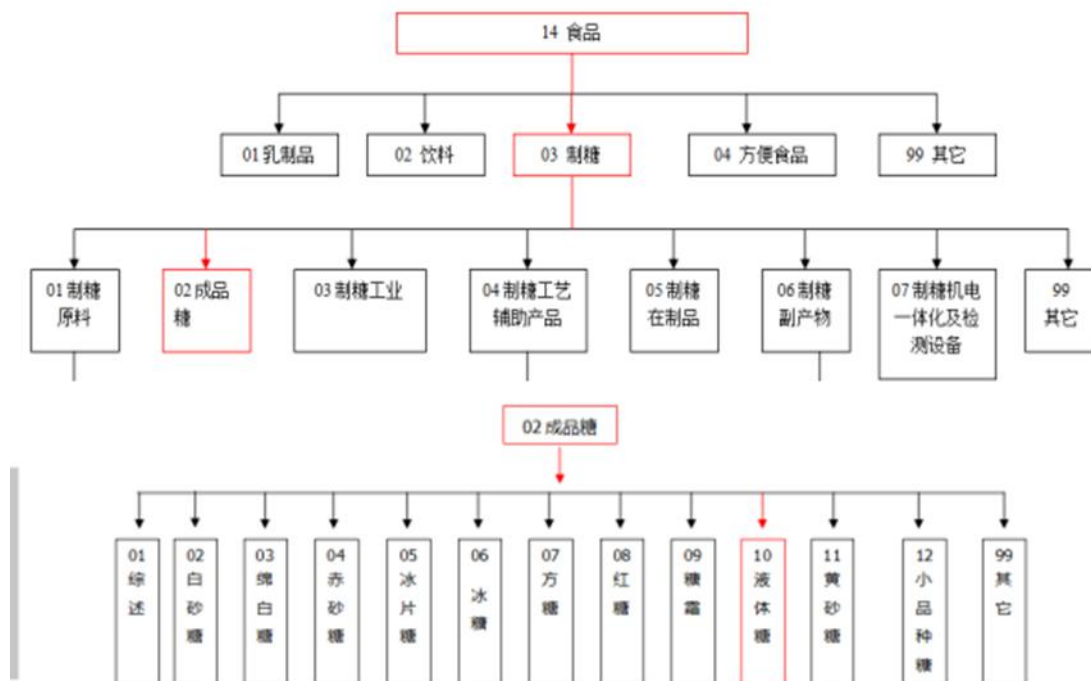 14 食品
01乳制品
02 饮料
03 制糖
04 方便食品
99 其它
01制糖
原料
02成品
糖
03制糖工业
04制糖工艺
辅助产品
05制糖
在制品
06制糖
副产物
07制糖机电
一体化及检
测设备
99
其它
02成品糖
01
综述
02
白砂糖
03
绵白糖
04
赤砂糖
05
冰片糖
06
冰糖
07
方糖
08
红糖
09
糖霜
10
液体糖
11
黄砂糖
12
小品种糖
99
其它